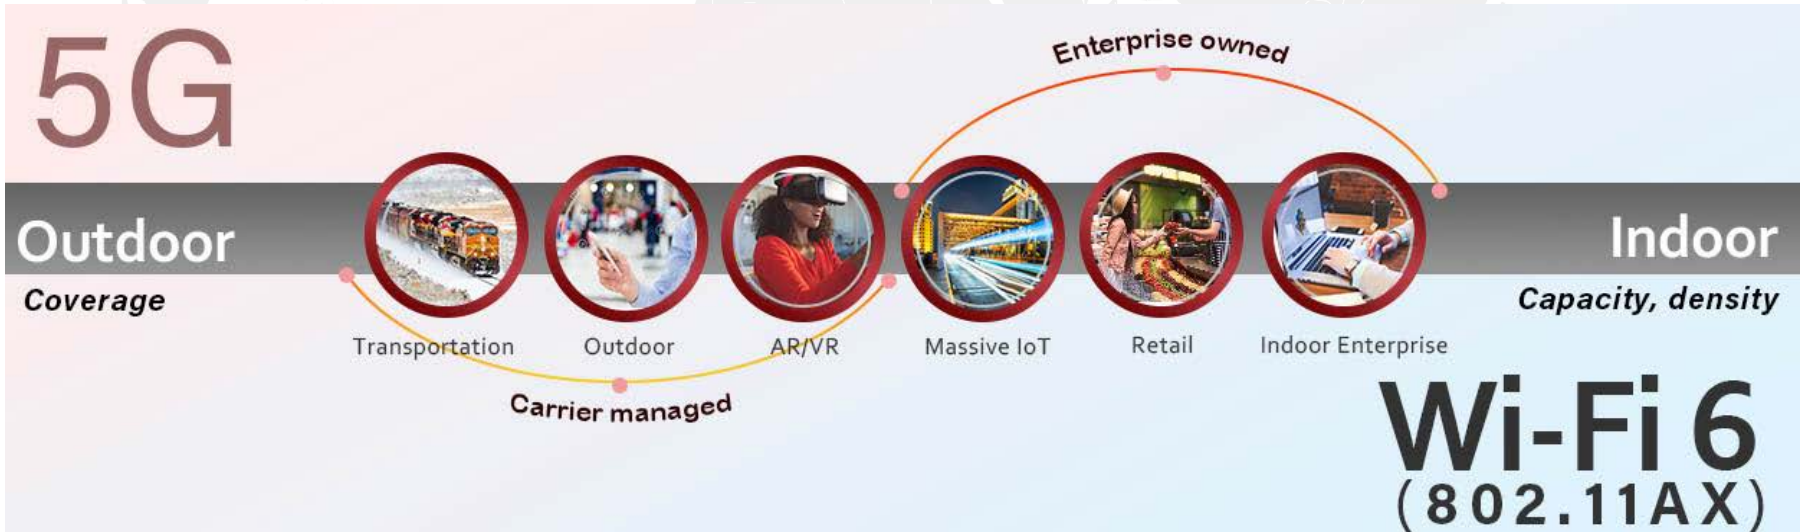 5G
Enterprise owned
Outdoor
Indoor
Coverage
Capacity, density
Transportation
Outdoor
AR/VR
Massive IoT
Retail
Indoor Enterprise
Carrier managed
Wi-Fi 6
(802.11AX)